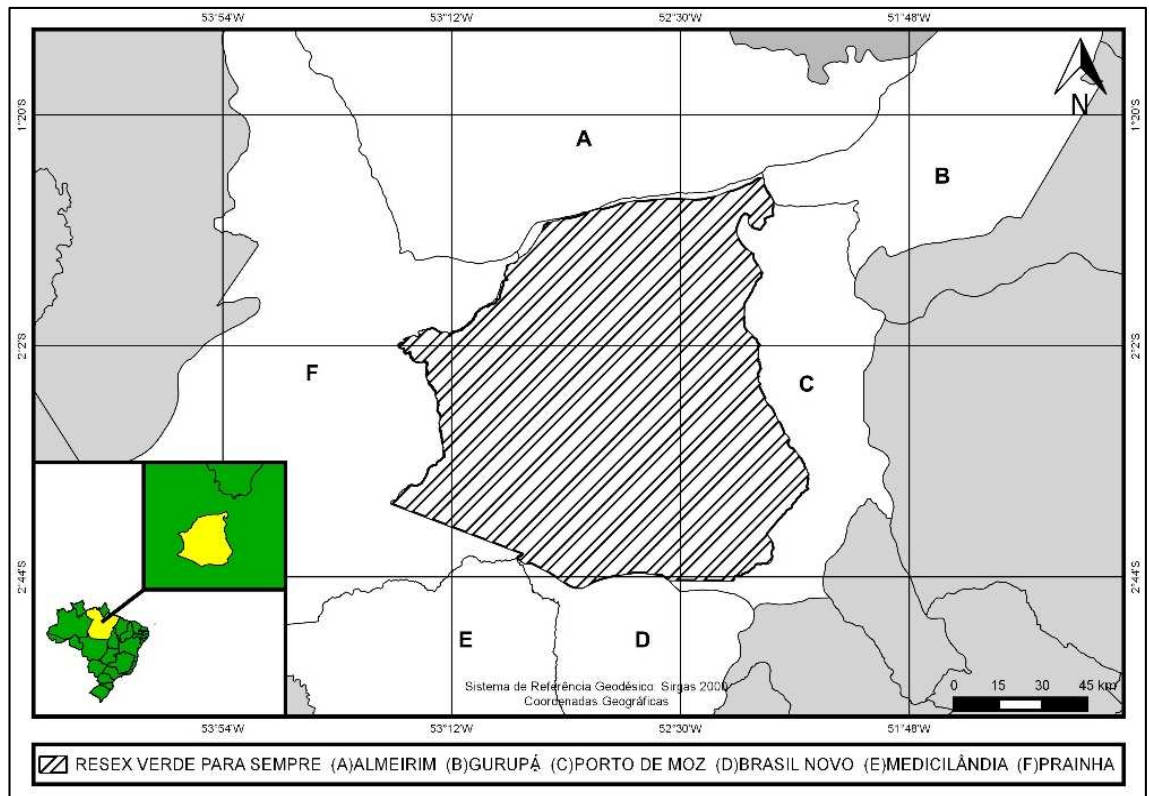 53°54'W 53°12'W 52°30'W 51°48'W
N
1°20'S 1°20'S
A
B
2°2'S 2°2'S
F
C
2°44'S 2°44'S
E
D
Sistema de Referência Geodésico: Sirgas 2000
Coordenadas Geográficas
0 15 30 45 km
53°54'W 53°12'W 52°30'W 51°48'W
RESEX VERDE PARA SEMPRE (A)ALMEIRIM (B)GURUPÁ (C)PORTO DE MOZ (D)BRASIL NOVO (E)MEDICILÂNDIA (F)PRAINHA